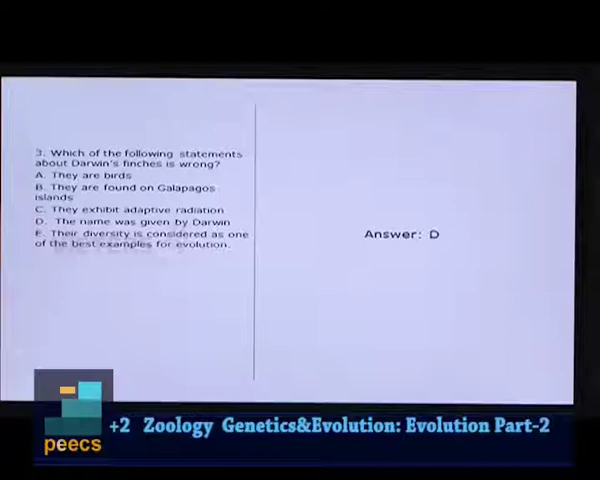 3. Which of the following statements
about Darwin's finches is wrong?
A. They are birds
B. They are found on Galapagos
islands
C. They exhibit adaptive radiation
D. The name was given by Darwin
E. Their diversity is considered as one
of the best examples for evolution.
Answer: D
peecs
+2 Zoology Genetics&Evolution: Evolution Part-2